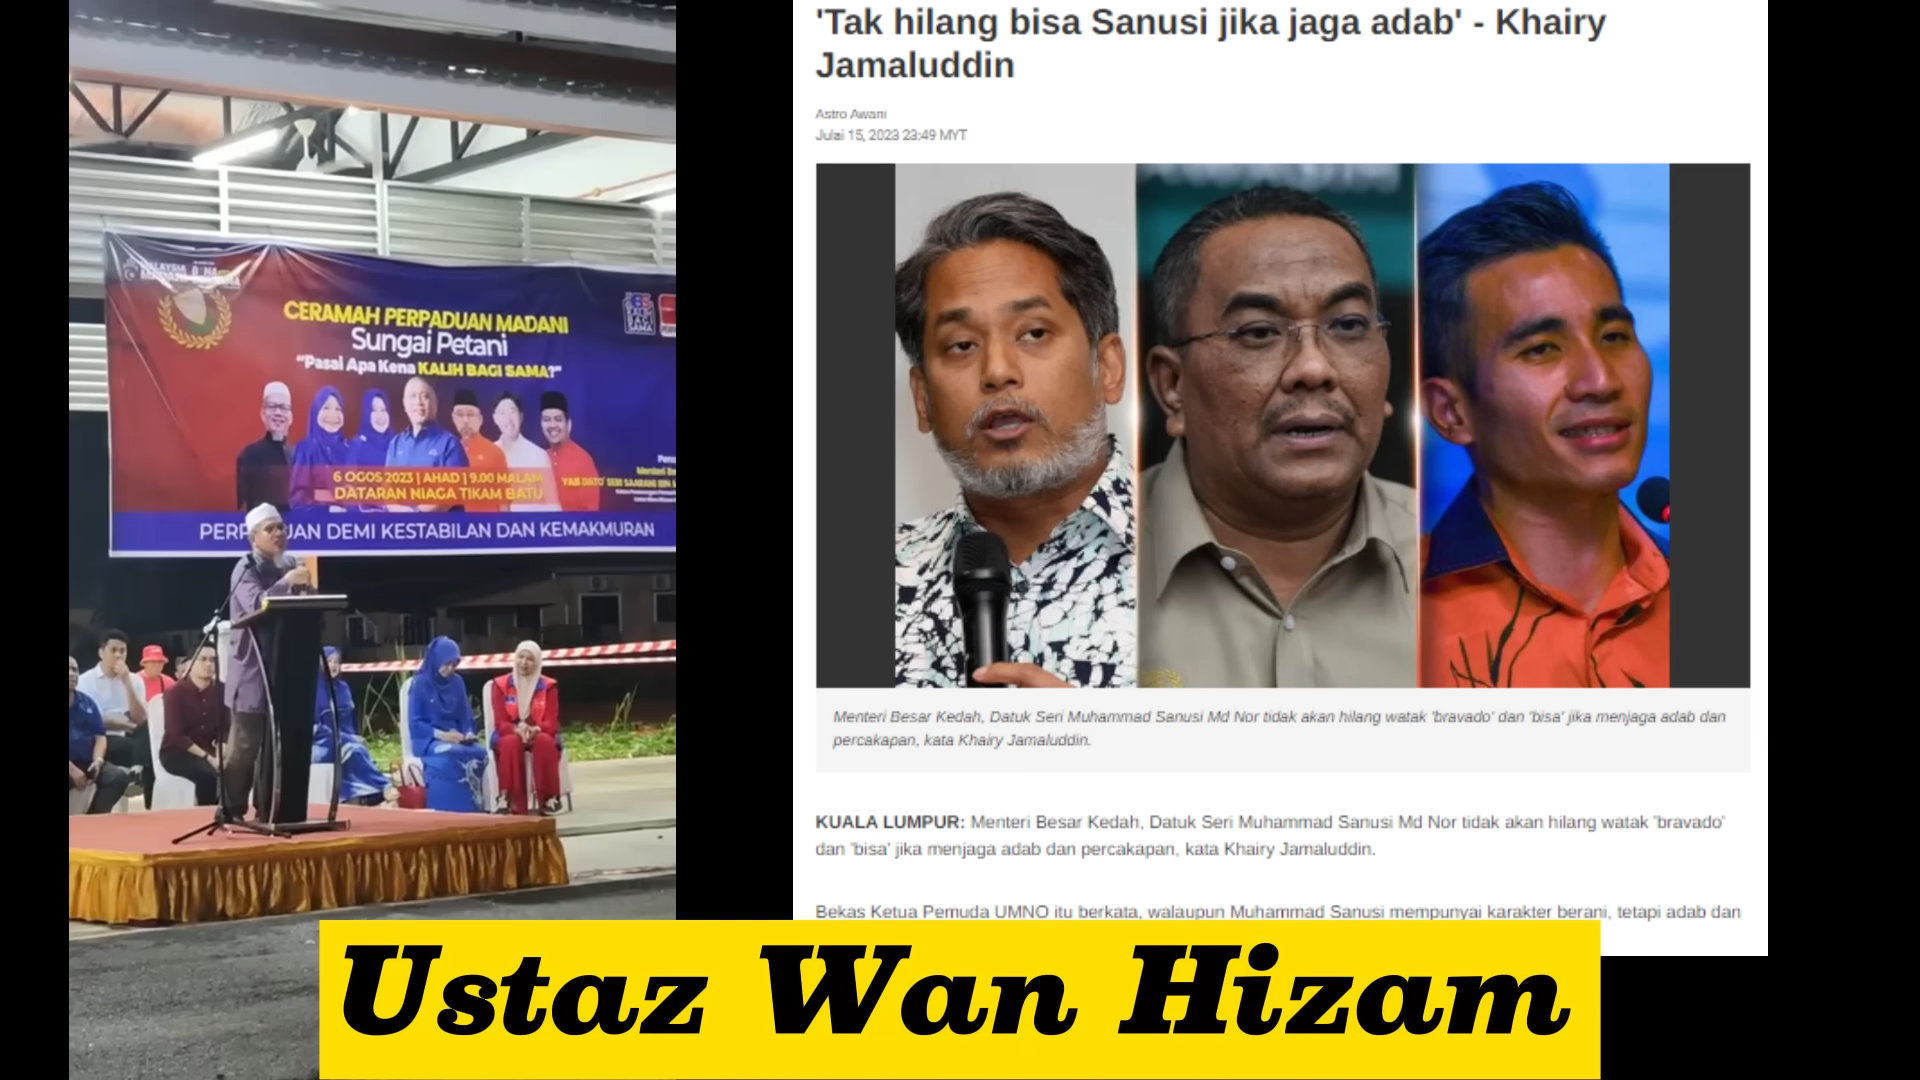 CERAMAH PERPADUAN MADANI
Sungai Petani
"Pasai Apa Kena KALIH BAGI SAMA?"
6 OGOS 2023 | AHAD | 9.00 MALAM
DATARAN NIAGA TIKAM BATU
YAB DATO' SERI SAARANI BIN
DEMI KESTABILAN DAN KEMAKMURAN
'Tak hilang bisa Sanusi jika jaga adab' - Khairy
Jamaluddin
Astro Awani
Julai 15, 2023 23:49 MYT
Menteri Besar Kedah, Datuk Seri Muhammad Sanusi Md Nor tidak akan hilang watak 'bravado' dan 'bisa' jika menjaga adab dan
percakapan, kata Khairy Jamaluddin.
KUALA LUMPUR: Menteri Besar Kedah, Datuk Seri Muhammad Sanusi Md Nor tidak akan hilang watak 'bravado'
dan 'bisa' jika menjaga adab dan percakapan, kata Khairy Jamaluddin.
Bekas Ketua Pemuda UMNO itu berkata, walaupun Muhammad Sanusi mempunyai karakter berani, tetapi adab dan
Ustaz Wan Hizam